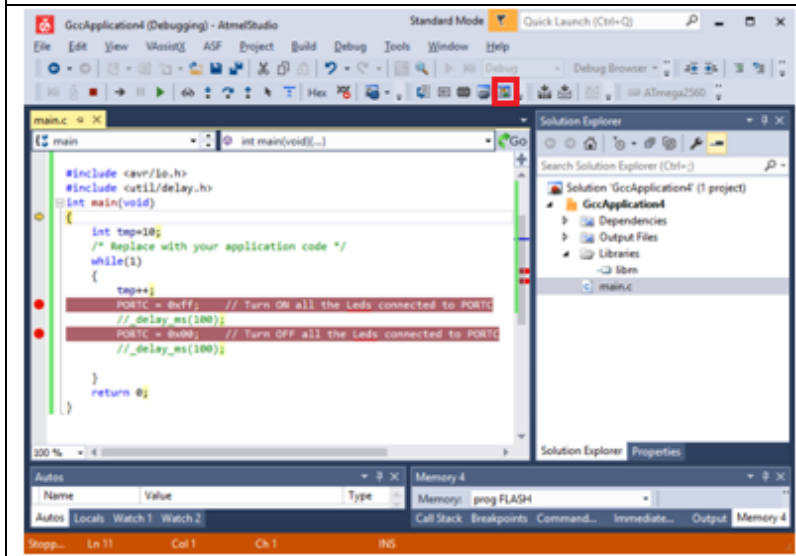 GccApplication4 (Debugging) - AtmelStudio
Standard Mode
Quick Launch (Ctrl+Q)
File Edit View VAssistX ASF Project Build Debug Tools Window Help
Debug Debug Browser
Hex ATmega2560
main.c
main int main(void){...} Go
#include <avr/io.h>
#include <util/delay.h>
int main(void)
{
int tmp=10;
/* Replace with your application code */
while(1)
{
tmp++;
PORTC = 0xff; // Turn ON all the Leds connected to PORTC
//_delay_ms(100);
PORTC = 0x00; // Turn OFF all the Leds connected to PORTC
//_delay_ms(100);
}
return 0;
}
100 %
Solution Explorer
Search Solution Explorer (Ctrl+;)
Solution 'GccApplication4' (1 project)
GccApplication4
Dependencies
Output Files
Libraries
libm
main.c
Solution Explorer Properties
Autos
Name Value Type
Autos Locals Watch 1 Watch 2
Memory 4
Memory: prog FLASH
Call Stack Breakpoints Command... Immediate... Output Memory 4
Stopp... Ln 11 Col 1 Ch 1 INS